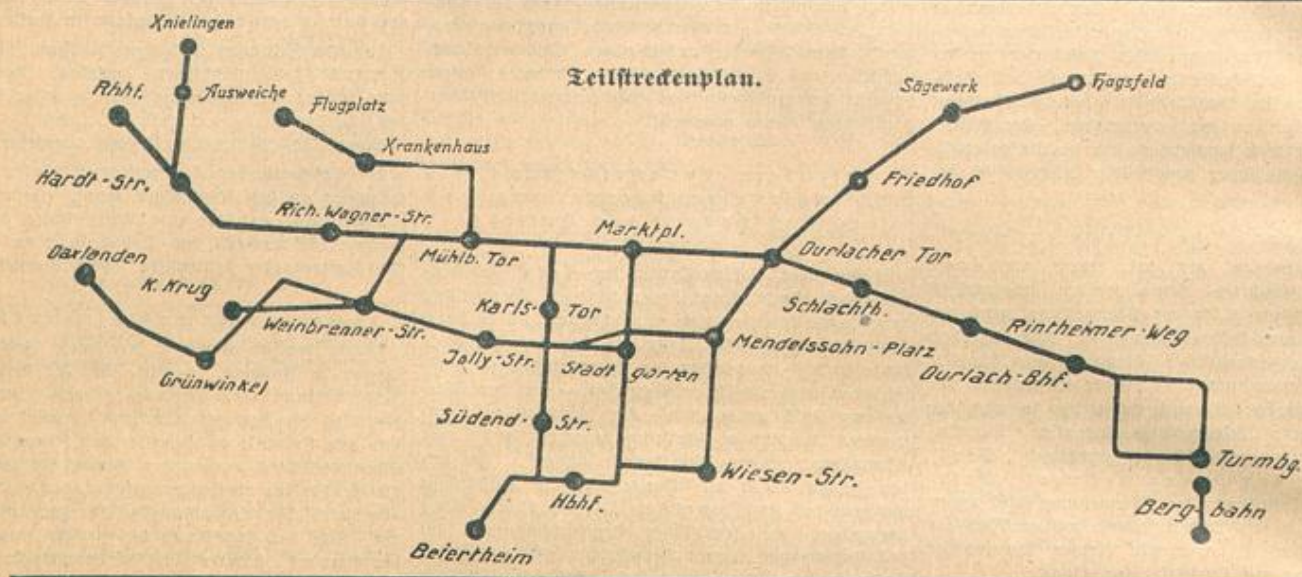 Knielingen
Teilstreckenplan.
Rhhf.
Ausweiche
Flugplatz
Sägewerk
Hagsfeld
Krankenhaus
Hardt-Str.
Friedhof
Rich. Wagner-Str.
Marktpl.
Daxlanden
Mühlb. Tor
Durlacher Tor
K. Krug
Karls-Tor
Schlachth.
Weinbrenner-Str.
Rintheimer-Weg
Jolly-Str.
Stadtgarten
Mendelssohn-Platz
Grünwinkel
Durlach-Bhf.
Südend-Str.
Turmbg.
Wiesen-Str.
Hbhf.
Berg-bahn
Beiertheim